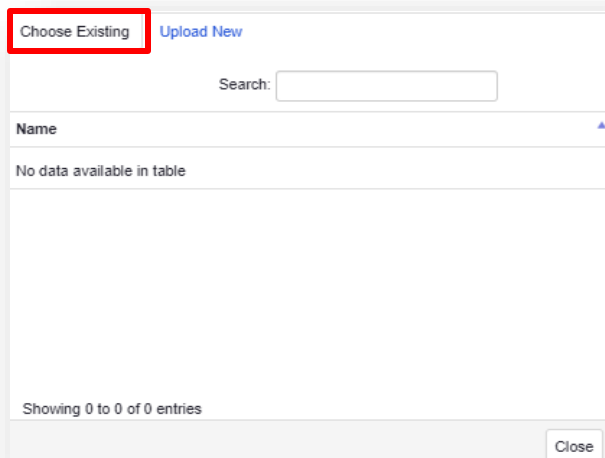 Choose Existing Upload New
Search:
Name
No data available in table
Showing 0 to 0 of 0 entries
Close